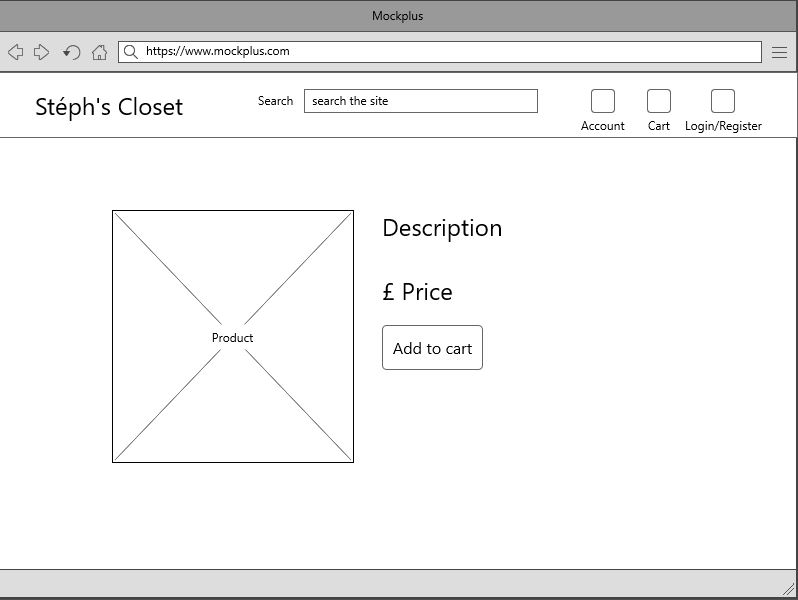 Mockplus
https://www.mockplus.com
Stéph's Closet
Search
search the site
Account
Cart
Login/Register
Product
Description
£ Price
Add to cart